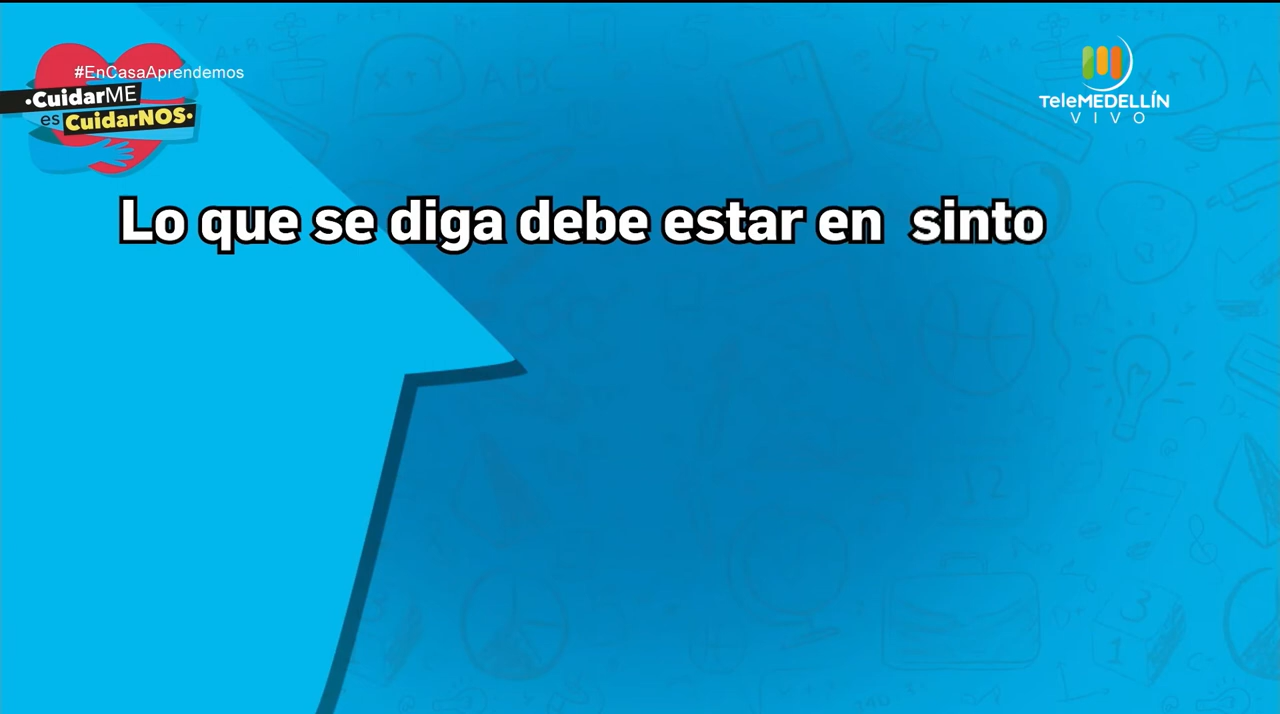 #EnCasaAprendemos
•CuidarME
es CuidarNOS•
TeleMEDELLÍN
VIVO
Lo que se diga debe estar en sinto